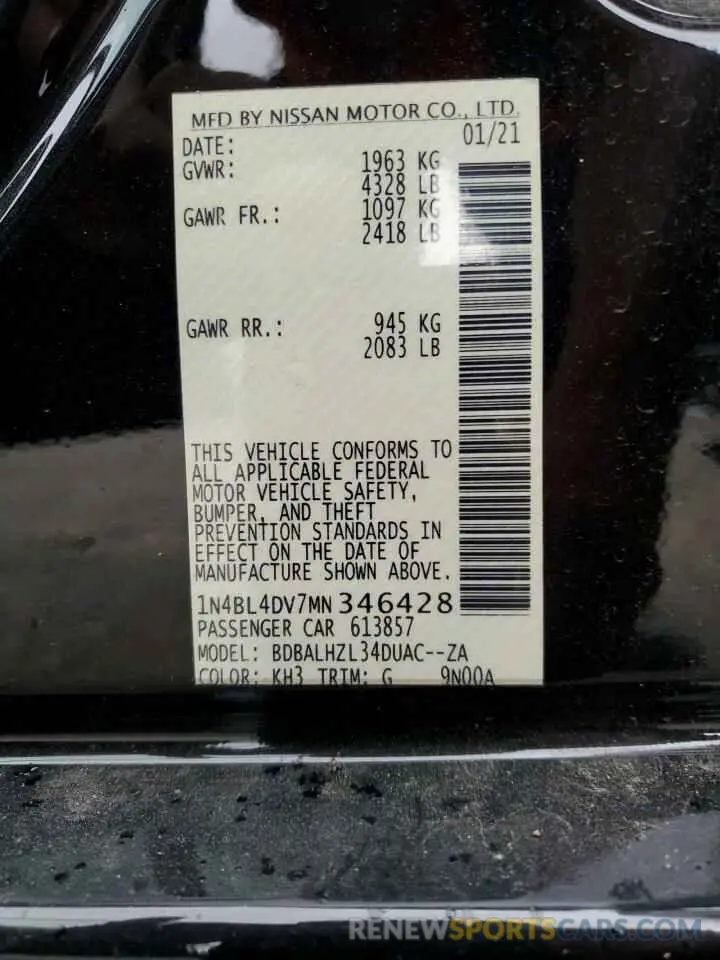 MFD BY NISSAN MOTOR CO., LTD.
DATE: 01/21
GVWR: 1963 KG
4328 LB
GAWR FR.: 1097 KG
2418 LB
GAWR RR.: 945 KG
2083 LB
THIS VEHICLE CONFORMS TO
ALL APPLICABLE FEDERAL
MOTOR VEHICLE SAFETY,
BUMPER, AND THEFT
PREVENTION STANDARDS IN
EFFECT ON THE DATE OF
MANUFACTURE SHOWN ABOVE.
1N4BL4DV7MN 346428
PASSENGER CAR 613857
MODEL: BDBALHZL34DUAC--ZA
COLOR: KH3 TRIM: G 9N00A
RENEWSPORTSCARS.COM